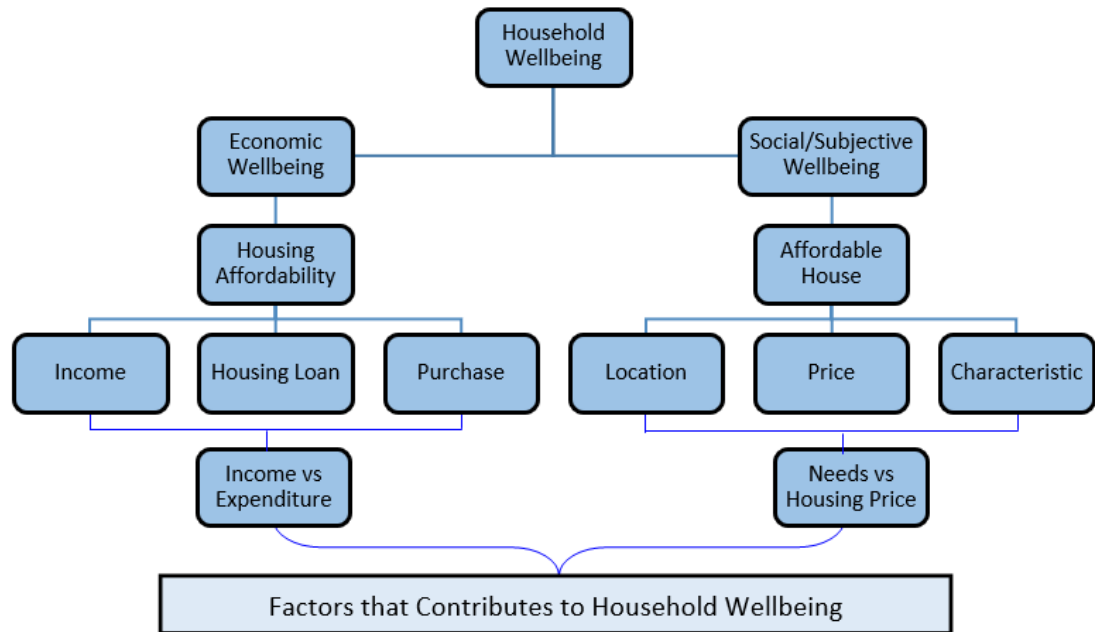 Household
Wellbeing
Economic
Wellbeing
Social/Subjective
Wellbeing
Housing
Affordability
Affordable
House
Income
Housing Loan
Purchase
Location
Price
Characteristic
Income vs
Expenditure
Needs vs
Housing Price
Factors that Contributes to Household Wellbeing